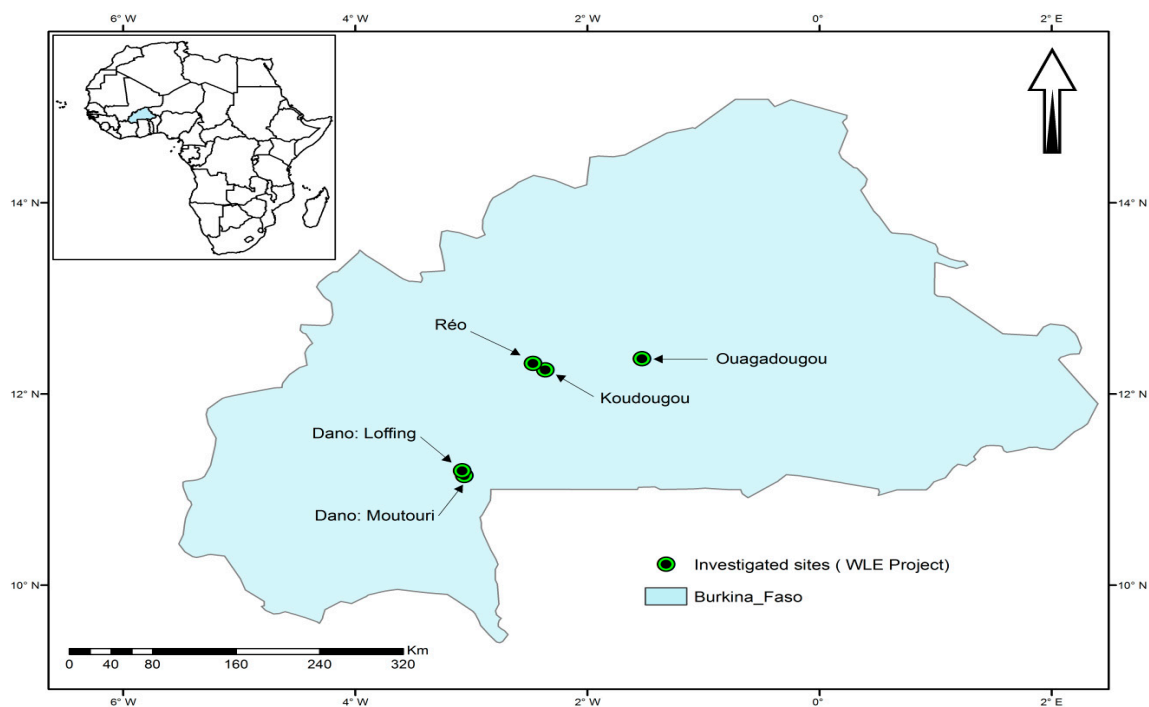 6° W
4° W
2° W
0°
2° E
14° N
14° N
Réo
Ouagadougou
12° N
Koudougou
12° N
Dano: Loffing
Dano: Moutouri
Investigated sites ( WLE Project)
10° N
Burkina_Faso
10° N
Km
0 40 80 160 240 320
6° W
4° W
2° W
0°
2° E